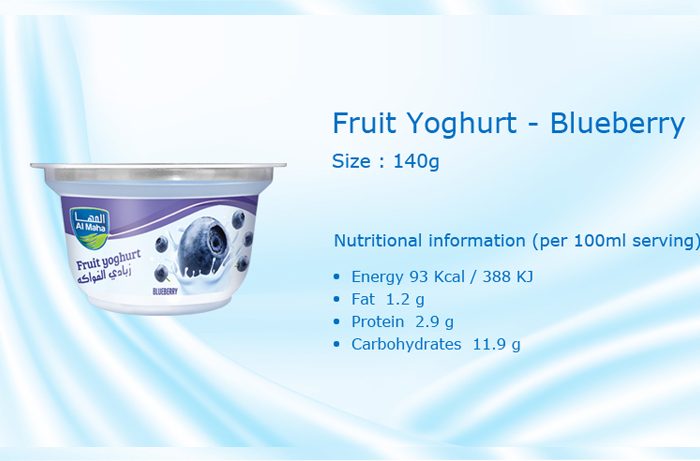 Fruit Yoghurt - Blueberry
Size : 140g
المها
Al Maha
Fruit yoghurt
زبادي الفواكه
BLUEBERRY
Nutritional information (per 100ml serving)
• Energy 93 Kcal / 388 KJ
• Fat 1.2 g
• Protein 2.9 g
• Carbohydrates 11.9 g